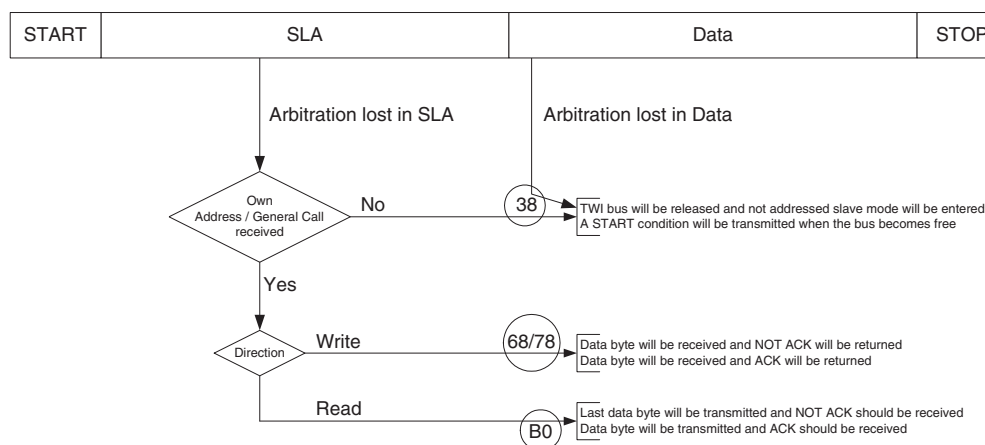 START SLA Data STOP
Arbitration lost in SLA Arbitration lost in Data
Own
Address / General Call
received
No
38
TWI bus will be released and not addressed slave mode will be entered
A START condition will be transmitted when the bus becomes free
Yes
Direction
Write
68/78
Data byte will be received and NOT ACK will be returned
Data byte will be received and ACK will be returned
Read
B0
Last data byte will be transmitted and NOT ACK should be received
Data byte will be transmitted and ACK should be received